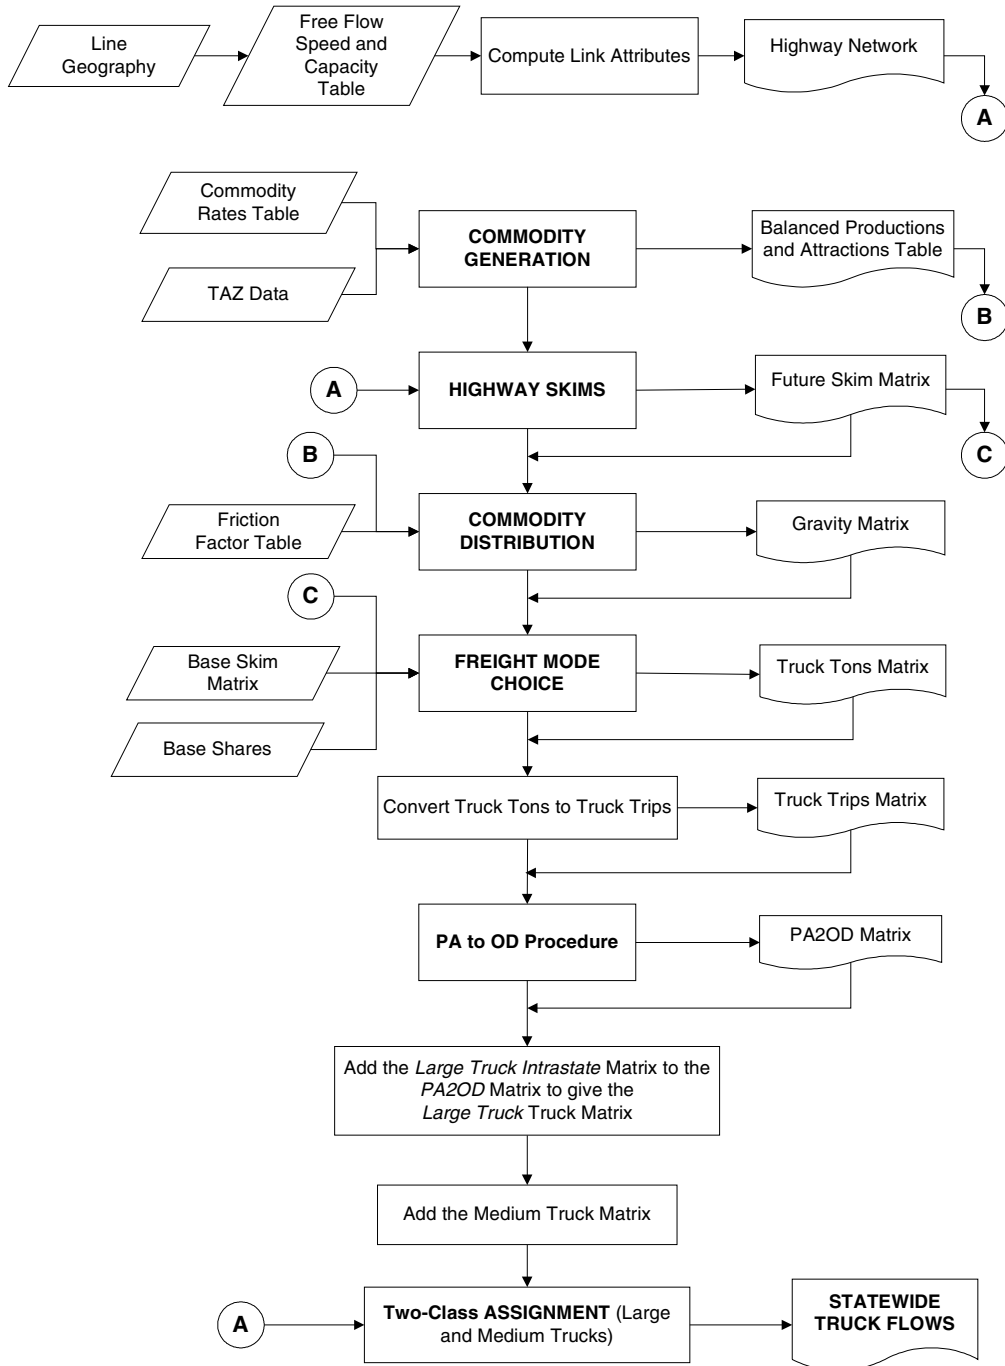 Line
Geography
Free Flow
Speed and
Capacity
Table
Compute Link Attributes
Highway Network
A
Commodity
Rates Table
TAZ Data
COMMODITY
GENERATION
Balanced Productions
and Attractions Table
B
A
HIGHWAY SKIMS
Future Skim Matrix
C
B
Friction
Factor Table
COMMODITY
DISTRIBUTION
Gravity Matrix
C
Base Skim
Matrix
Base Shares
FREIGHT MODE
CHOICE
Truck Tons Matrix
Convert Truck Tons to Truck Trips
Truck Trips Matrix
PA to OD Procedure
PA2OD Matrix
Add the Large Truck Intrastate Matrix to the
PA2OD Matrix to give the
Large Truck Truck Matrix
Add the Medium Truck Matrix
A
Two-Class ASSIGNMENT (Large
and Medium Trucks)
STATEWIDE
TRUCK FLOWS